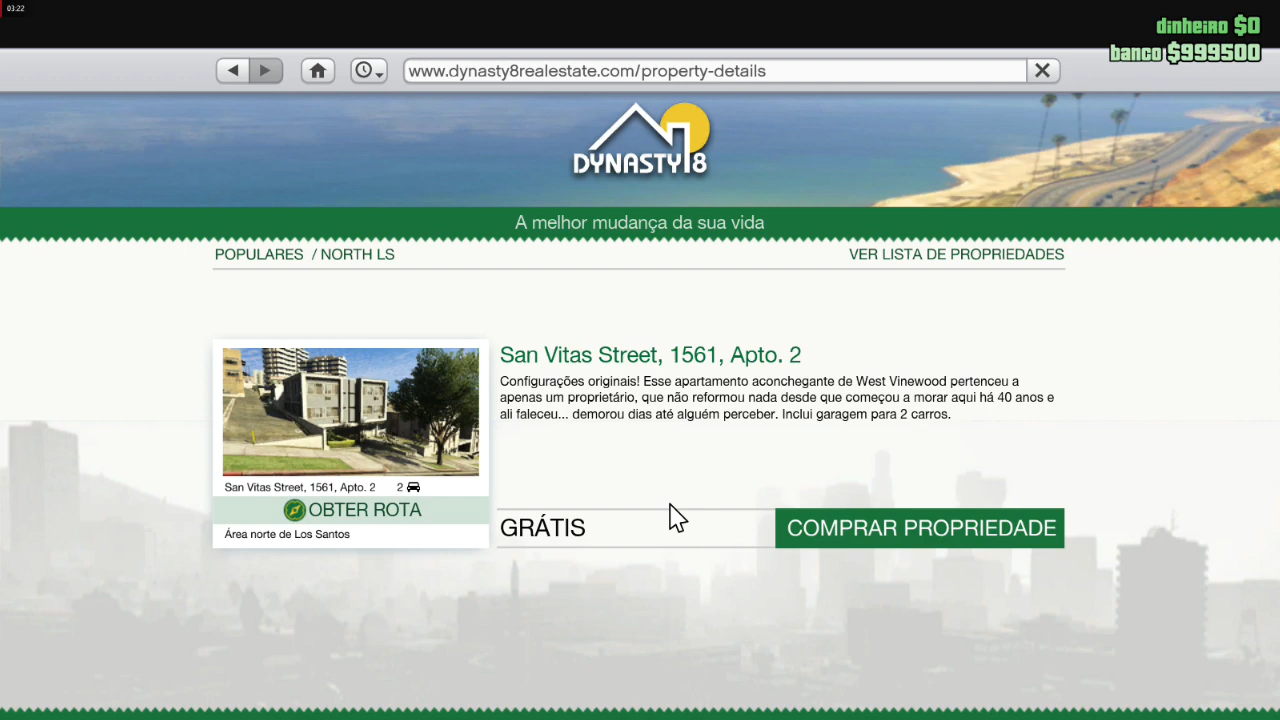 03:22
dinheiro $0
banco $999500
www.dynasty8realestate.com/property-details
DYNASTY 8
A melhor mudança da sua vida
POPULARES / NORTH LS
VER LISTA DE PROPRIEDADES
San Vitas Street, 1561, Apto. 2
Configurações originais! Esse apartamento aconchegante de West Vinewood pertenceu a
apenas um proprietário, que não reformou nada desde que começou a morar aqui há 40 anos e
ali faleceu... demorou dias até alguém perceber. Inclui garagem para 2 carros.
San Vitas Street, 1561, Apto. 2 2
OBTER ROTA
Área norte de Los Santos
GRÁTIS
COMPRAR PROPRIEDADE